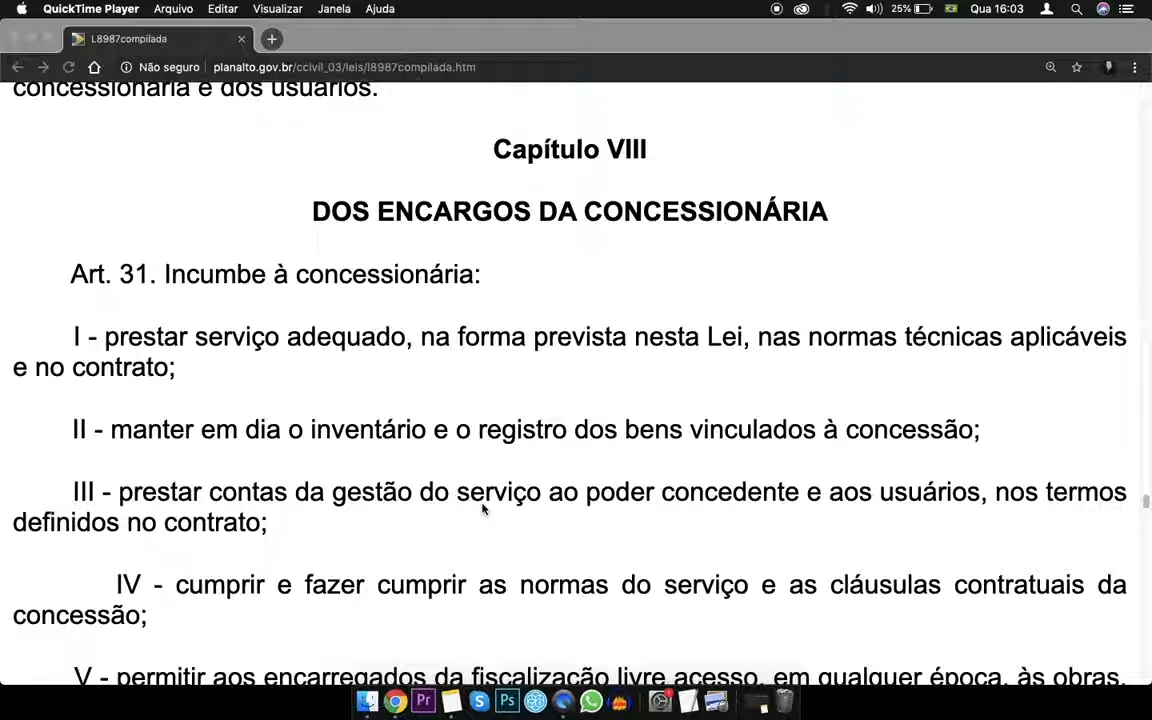 QuickTime Player Arquivo Editar Visualizar Janela Ajuda 25% Qua 16:03
L8987compilada
Não seguro planalto.gov.br/ccivil_03/leis/l8987compilada.htm
concessionária e dos usuários.
Capítulo VIII
DOS ENCARGOS DA CONCESSIONÁRIA
Art. 31. Incumbe à concessionária:
I - prestar serviço adequado, na forma prevista nesta Lei, nas normas técnicas aplicáveis
e no contrato;
II - manter em dia o inventário e o registro dos bens vinculados à concessão;
III - prestar contas da gestão do serviço ao poder concedente e aos usuários, nos termos
definidos no contrato;
IV - cumprir e fazer cumprir as normas do serviço e as cláusulas contratuais da
concessão;
V - permitir aos encarregados da fiscalização livre acesso, em qualquer época, às obras,
Pr S Ps